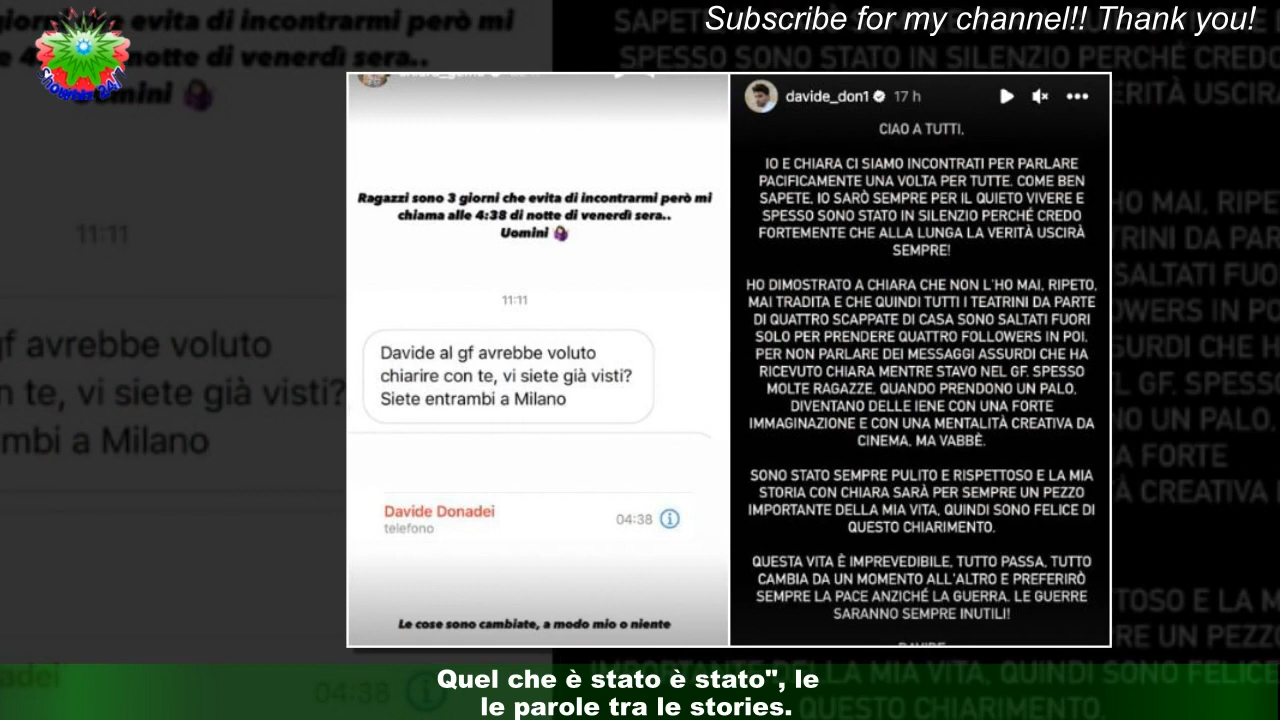 Subscribe for my channel!! Thank you!
Showbiz 24/7
Ragazzi sono 3 giorni che evita di incontrarmi però mi
chiama alle 4:38 di notte di venerdì sera..
Uomini
11:11
Davide al gf avrebbe voluto
chiarire con te, vi siete già visti?
Siete entrambi a Milano
Davide Donadei
telefono
04:38
Le cose sono cambiate, a modo mio o niente
davide_don1 17 h
CIAO A TUTTI,
IO E CHIARA CI SIAMO INCONTRATI PER PARLARE
PACIFICAMENTE UNA VOLTA PER TUTTE. COME BEN
SAPETE, IO SARÒ SEMPRE PER IL QUIETO VIVERE E
SPESSO SONO STATO IN SILENZIO PERCHÉ CREDO
FORTEMENTE CHE ALLA LUNGA LA VERITÀ USCIRÀ
SEMPRE!
HO DIMOSTRATO A CHIARA CHE NON L'HO MAI, RIPETO,
MAI TRADITA E CHE QUINDI TUTTI I TEATRINI DA PARTE
DI QUATTRO SCAPPATE DI CASA SONO SALTATI FUORI
SOLO PER PRENDERE QUATTRO FOLLOWERS IN POI.
PER NON PARLARE DEI MESSAGGI ASSURDI CHE HA
RICEVUTO CHIARA MENTRE STAVO NEL GF. SPESSO
MOLTE RAGAZZE, QUANDO PRENDONO UN PALO,
DIVENTANO DELLE IENE CON UNA FORTE
IMMAGINAZIONE E CON UNA MENTALITÀ CREATIVA DA
CINEMA, MA VABBÈ.
SONO STATO SEMPRE PULITO E RISPETTOSO E LA MIA
STORIA CON CHIARA SARÀ PER SEMPRE UN PEZZO
IMPORTANTE DELLA MIA VITA, QUINDI SONO FELICE DI
QUESTO CHIARIMENTO.
QUESTA VITA È IMPREVEDIBILE, TUTTO PASSA, TUTTO
CAMBIA DA UN MOMENTO ALL'ALTRO E PREFERIRÒ
SEMPRE LA PACE ANZICHÉ LA GUERRA. LE GUERRE
SARANNO SEMPRE INUTILI!
Quel che è stato è stato", le
le parole tra le stories.